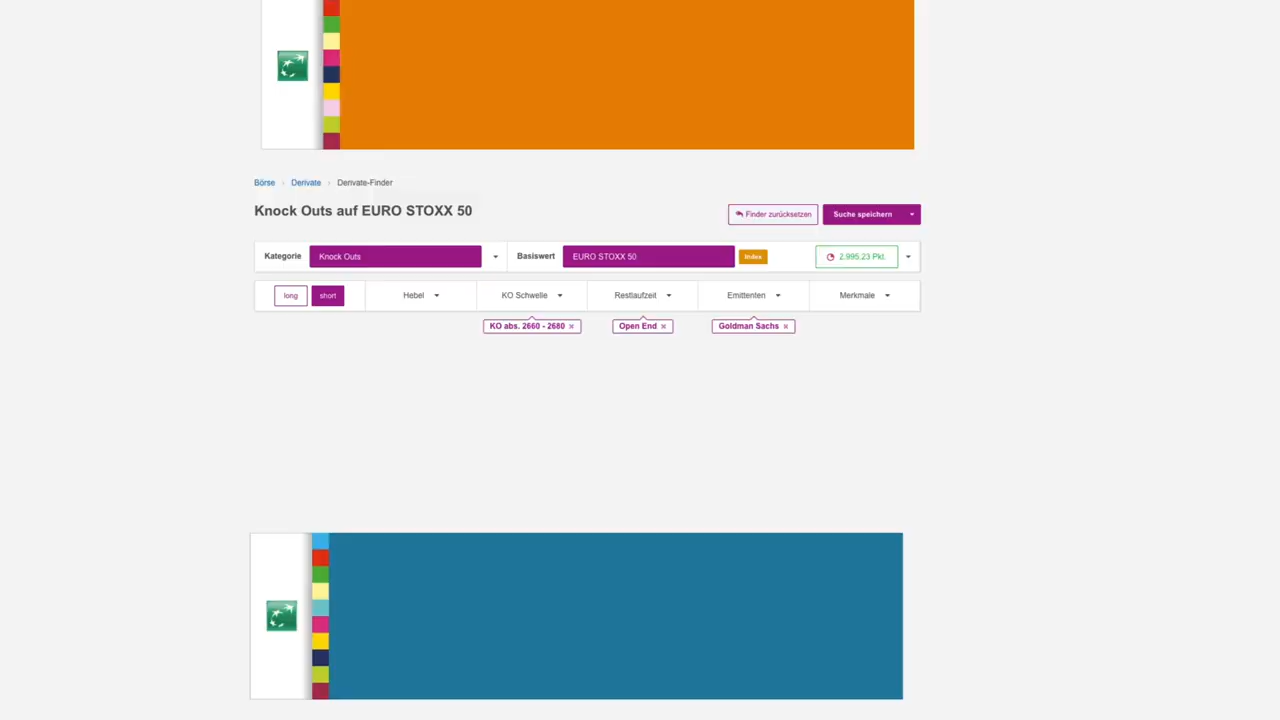 Börse › Derivate › Derivate-Finder
Knock Outs auf EURO STOXX 50
Finder zurücksetzen
Suche speichern
Kategorie Knock Outs Basiswert EURO STOXX 50 Index 2.995,23 Pkt.
long short Hebel KO Schwelle Restlaufzeit Emittenten Merkmale
KO abs. 2660 - 2680 × Open End × Goldman Sachs ×